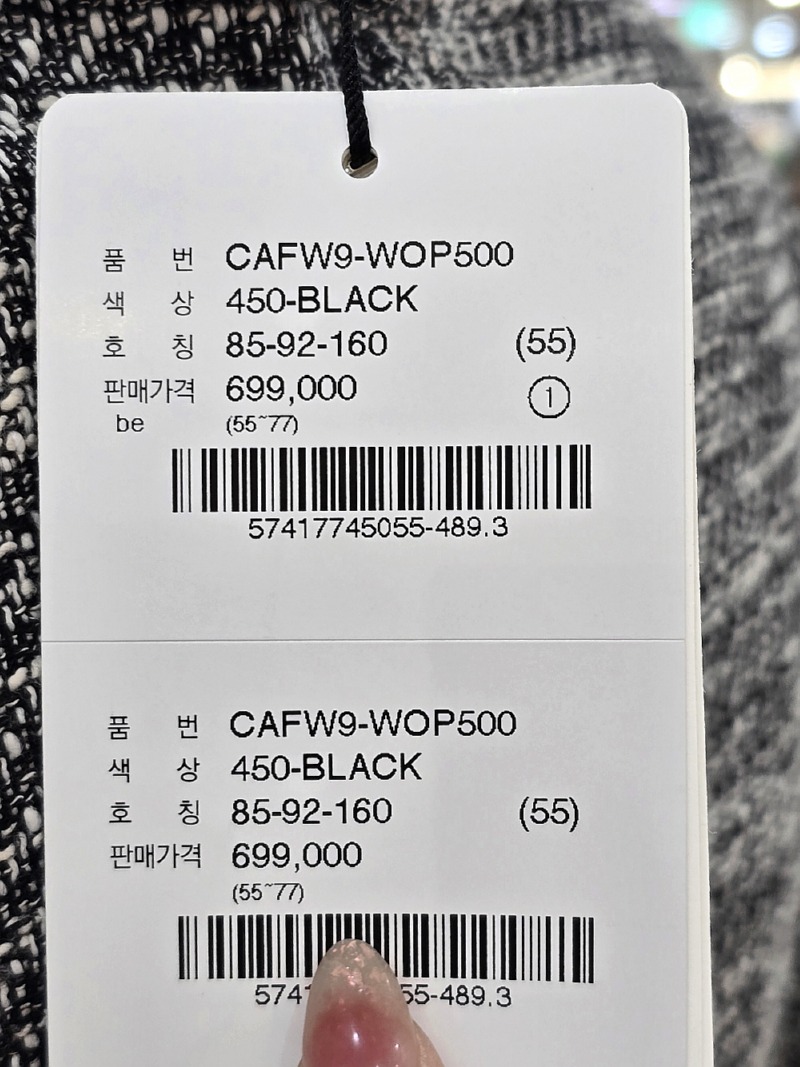 품 번 CAFW9-WOP500
색 상 450-BLACK
호 칭 85-92-160 (55)
판매가격 699,000 ①
be (55~77)
57417745055-489.3
품 번 CAFW9-WOP500
색 상 450-BLACK
호 칭 85-92-160 (55)
판매가격 699,000
(55~77)
5741 55-489.3